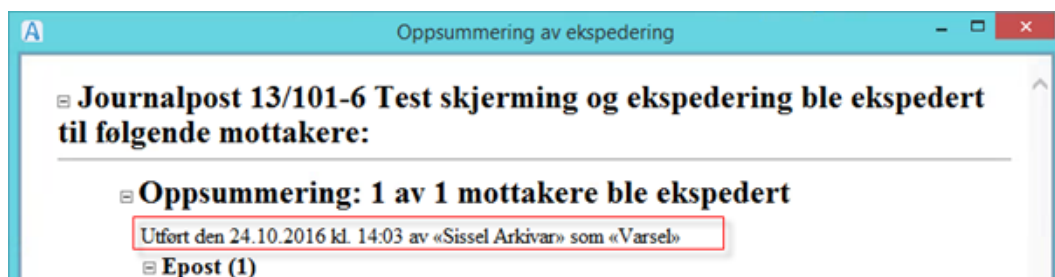 A
Oppsummering av ekspedering
Journalpost 13/101-6 Test skjerming og ekspedering ble ekspedert
til følgende mottakere:
Oppsummering: 1 av 1 mottakere ble ekspedert
Utført den 24.10.2016 kl. 14:03 av «Sissel Arkivar» som «Varsel»
Epost (1)